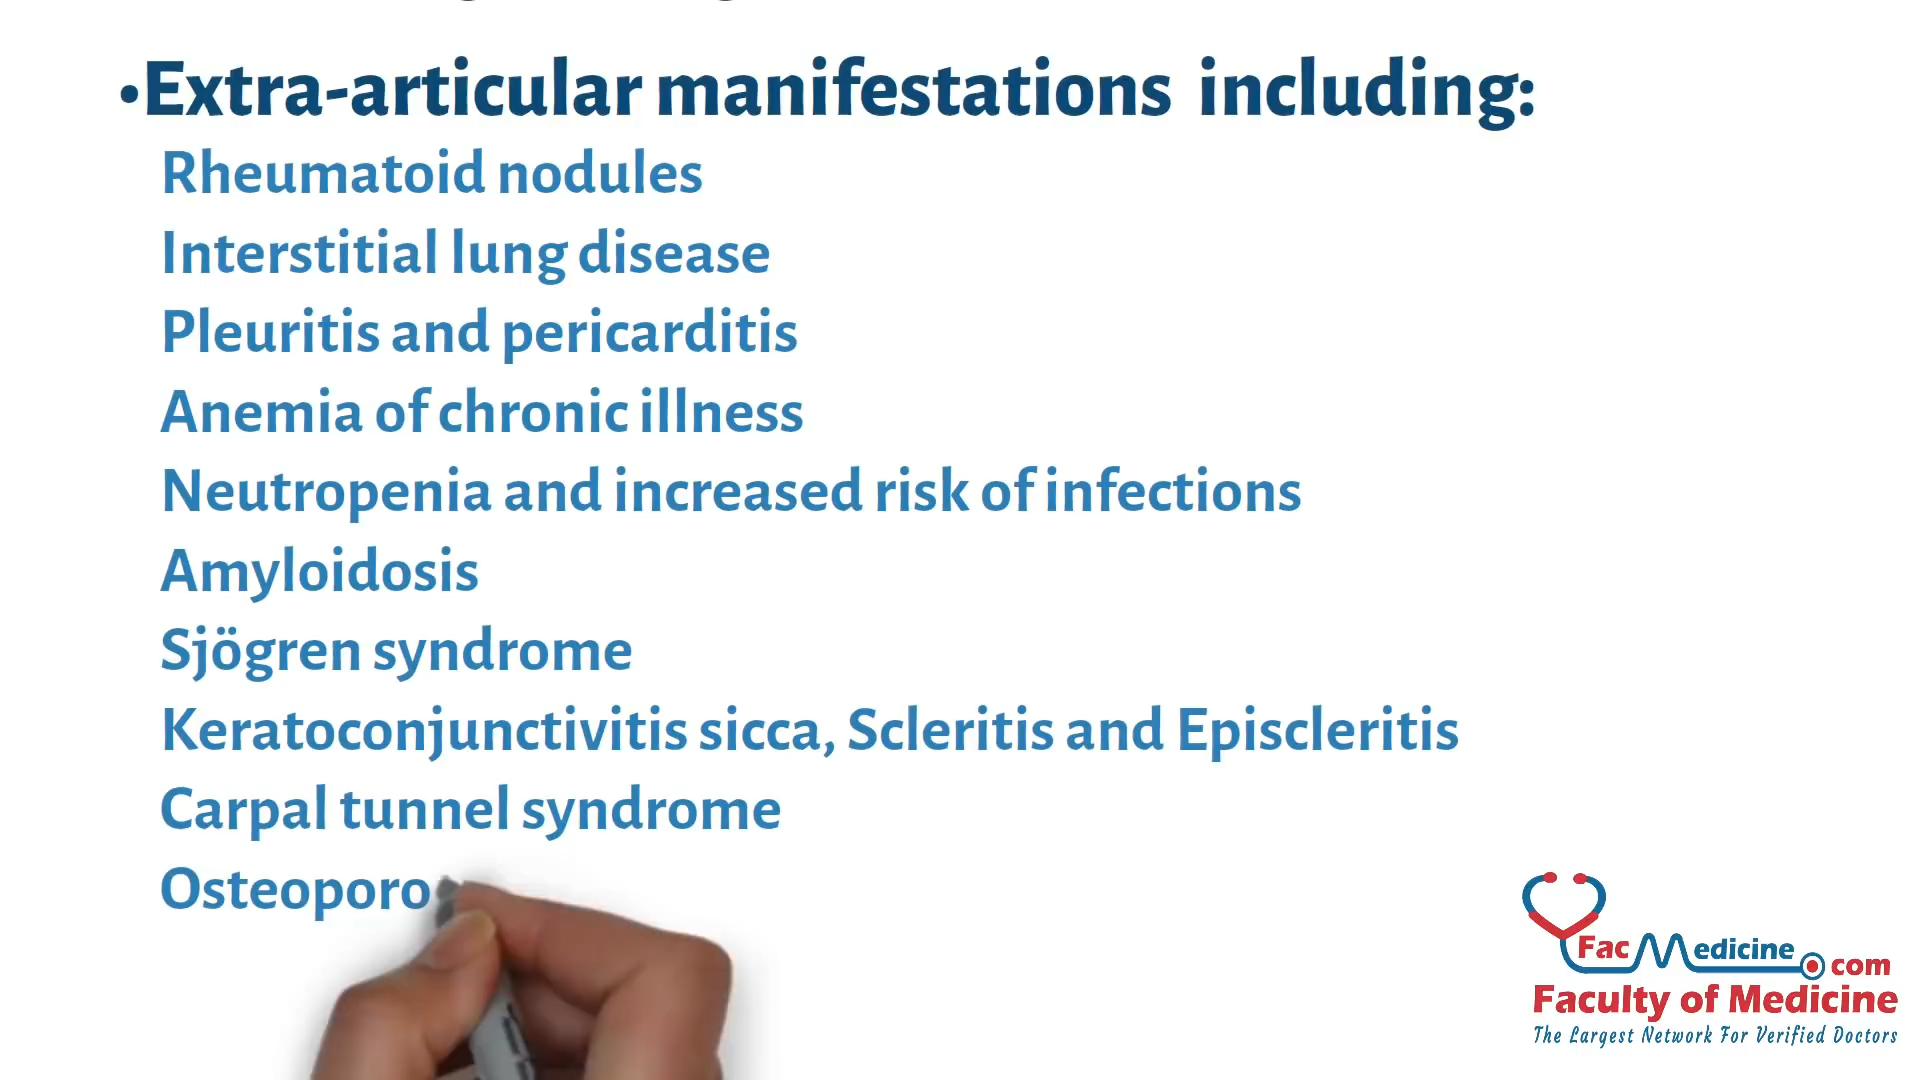 •Extra-articular manifestations including:
Rheumatoid nodules
Interstitial lung disease
Pleuritis and pericarditis
Anemia of chronic illness
Neutropenia and increased risk of infections
Amyloidosis
Sjögren syndrome
Keratoconjunctivitis sicca, Scleritis and Episcleritis
Carpal tunnel syndrome
Osteoporo
FacMedicine.com
Faculty of Medicine
The Largest Network For Verified Doctors